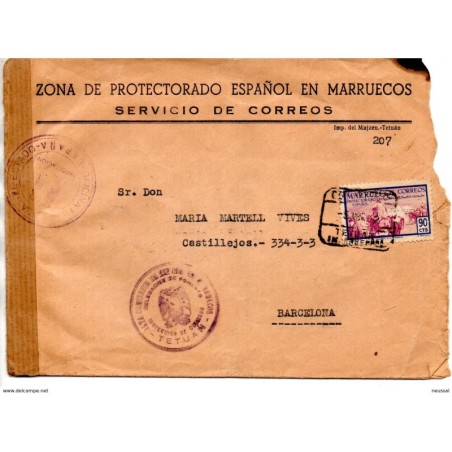 ZONA DE PROTECTORADO ESPAÑOL EN MARRUECOS
SERVICIO DE CORREOS
Imp. del Majzen.-Tetuán
207
Sr. Don
MARIA MARTELL VIVES
Castillejos.- 334-3-3
BARCELONA
MARRUECOS CORREOS
90
CTS
TETUAN
www.delcampe.net
neussal